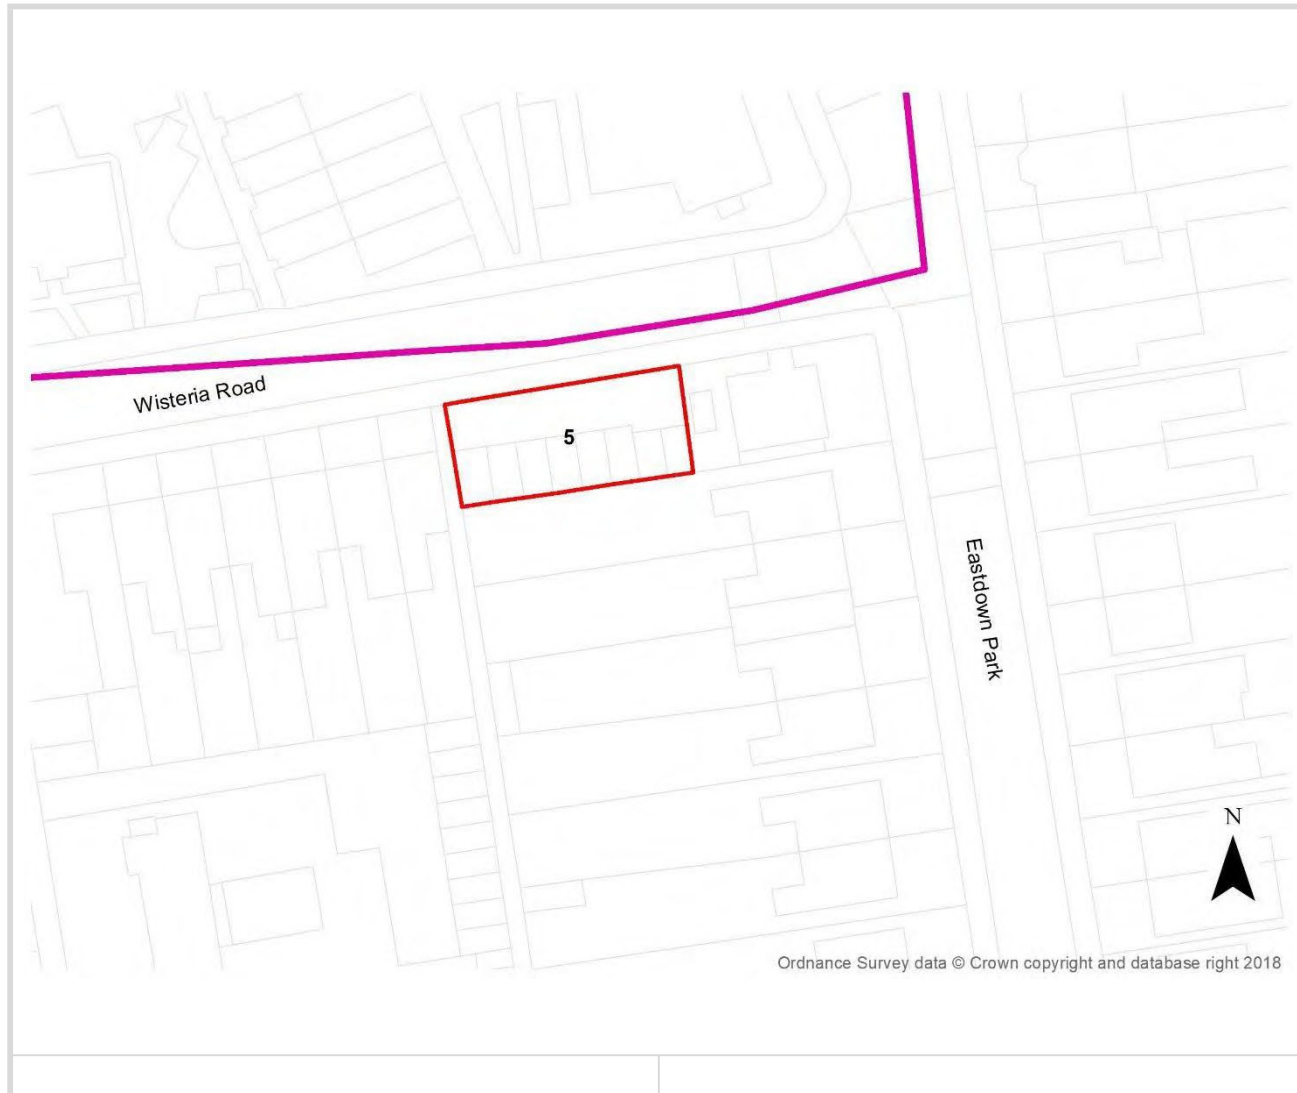 Wisteria Road
5
Eastdown Park
N
Ordnance Survey data © Crown copyright and database right 2018